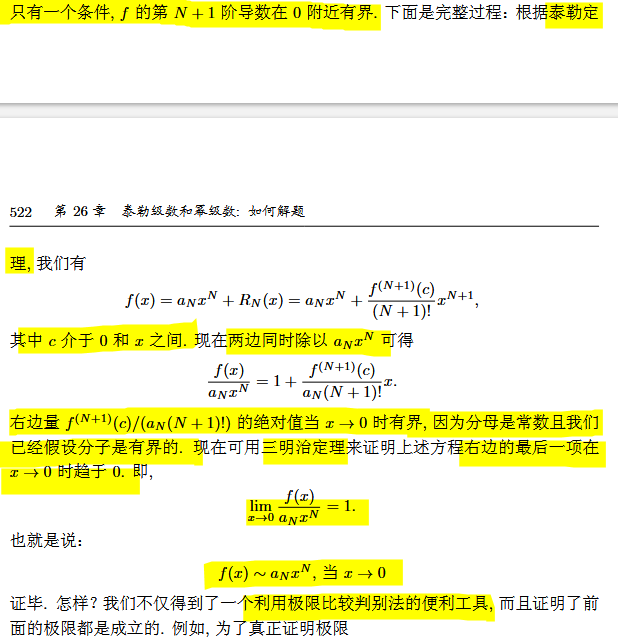 只有一个条件, f 的第 N + 1 阶导数在 0 附近有界. 下面是完整过程：根据泰勒定
522 第 26 章 泰勒级数和幂级数: 如何解题
理, 我们有
f(x) = a_N x^N + R_N(x) = a_N x^N + \frac{f^{(N+1)}(c)}{(N+1)!} x^{N+1},
其中 c 介于 0 和 x 之间. 现在两边同时除以 a_N x^N 可得
\frac{f(x)}{a_N x^N} = 1 + \frac{f^{(N+1)}(c)}{a_N(N+1)!} x.
右边量 f^{(N+1)}(c)/(a_N(N+1)!) 的绝对值当 x → 0 时有界, 因为分母是常数且我们
已经假设分子是有界的. 现在可用三明治定理来证明上述方程右边的最后一项在
x → 0 时趋于 0. 即,
\lim_{x→0} \frac{f(x)}{a_N x^N} = 1.
也就是说：
f(x) ∼ a_N x^N, 当 x → 0
证毕. 怎样? 我们不仅得到了一个利用极限比较判别法的便利工具, 而且证明了前
面的极限都是成立的. 例如, 为了真正证明极限